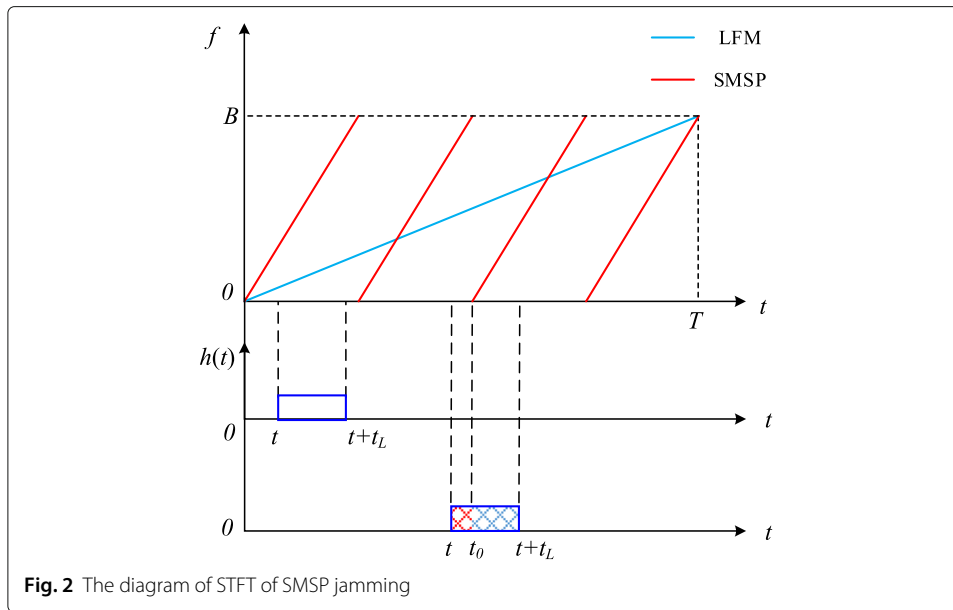 f
LFM
SMSP
B
0
T
t
h(t)
0
t
t+t_L
t
0
t
t_0
t+t_L
t
Fig. 2 The diagram of STFT of SMSP jamming